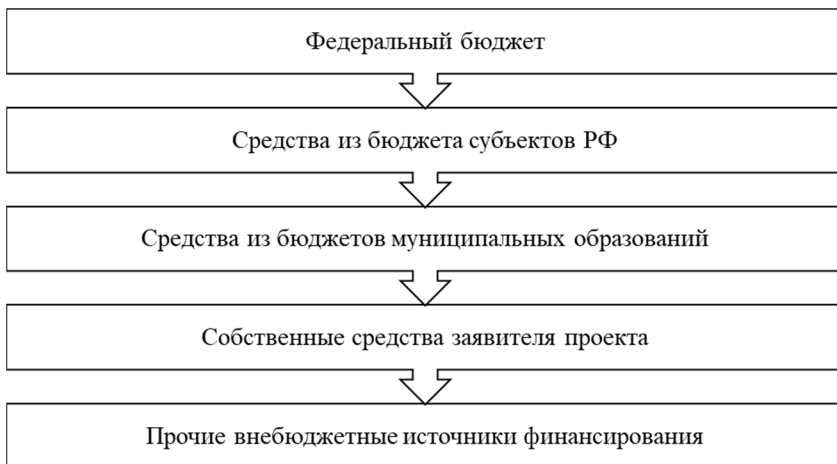 Федеральный бюджет
Средства из бюджета субъектов РФ
Средства из бюджетов муниципальных образований
Собственные средства заявителя проекта
Прочие внебюджетные источники финансирования